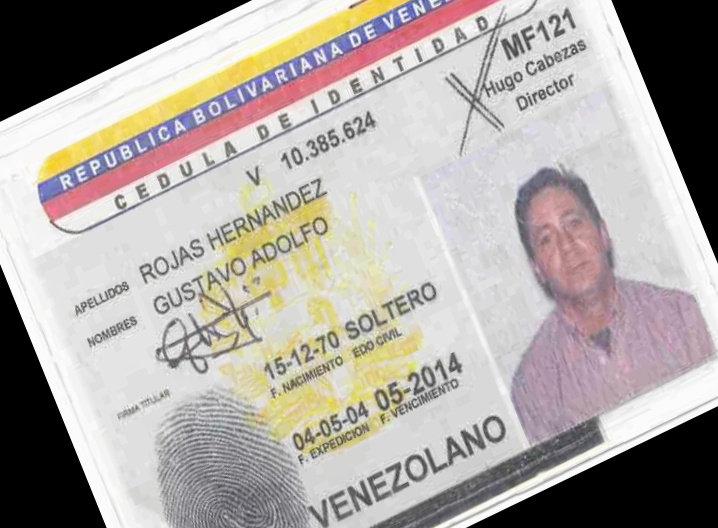 REPUBLICA BOLIVARIANA DE VENE
CEDULA DE IDENTIDAD
MF121
Hugo Cabezas
Director
V 10.385.624
APELLIDOS ROJAS HERNANDEZ
NOMBRES GUSTAVO ADOLFO
FIRMA TITULAR
15-12-70 SOLTERO
F. NACIMIENTO EDO CIVIL
04-05-04 05-2014
F. EXPEDICION F. VENCIMIENTO
VENEZOLANO